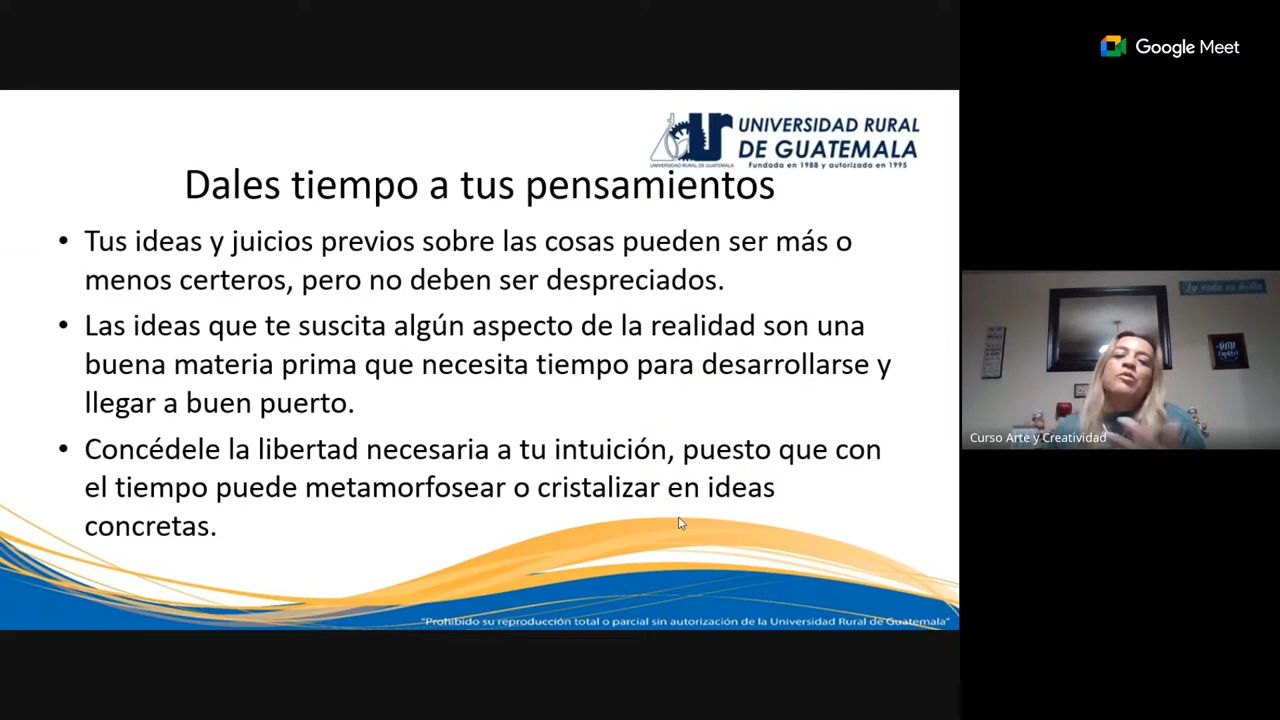 Google Meet
UNIVERSIDAD RURAL
DE GUATEMALA
Fundada en 1988 y autorizada en 1995
UNIVERSIDAD RURAL DE GUATEMALA
Dales tiempo a tus pensamientos
• Tus ideas y juicios previos sobre las cosas pueden ser más o
menos certeros, pero no deben ser despreciados.
• Las ideas que te suscita algún aspecto de la realidad son una
buena materia prima que necesita tiempo para desarrollarse y
llegar a buen puerto.
• Concédele la libertad necesaria a tu intuición, puesto que con
el tiempo puede metamorfosear o cristalizar en ideas
concretas.
"Prohibido su reproducción total o parcial sin autorización de la Universidad Rural de Guatemala"
La vida es bella
Curso Arte y Creatividad